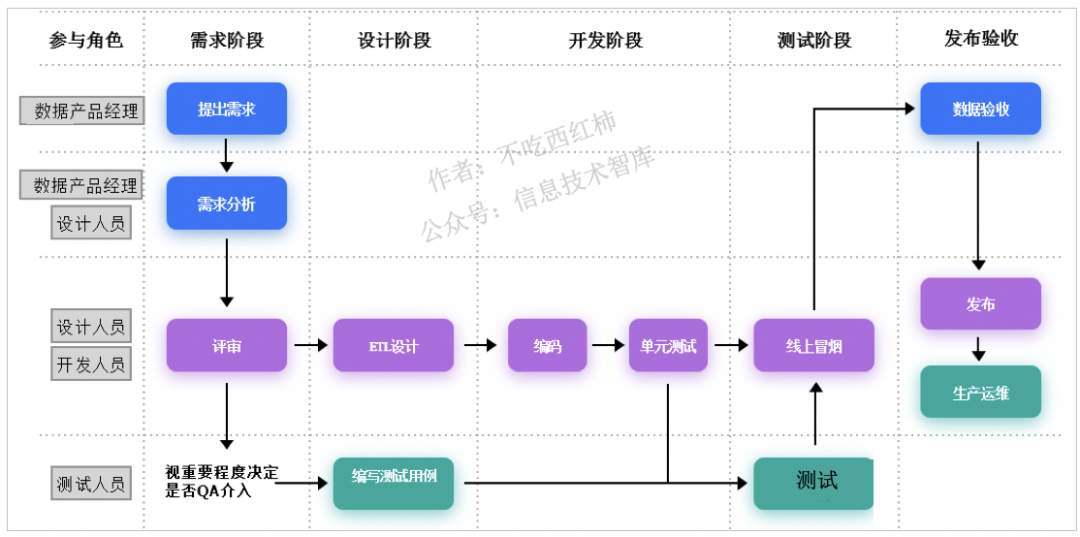 参与角色
需求阶段
设计阶段
开发阶段
测试阶段
发布验收
数据产品经理
提出需求
数据验收
作者：不吃西红柿
公众号：信息技术智库
数据产品经理
设计人员
需求分析
设计人员
开发人员
评审
ETL设计
编码
单元测试
线上冒烟
发布
生产运维
测试人员
视重要程度决定
是否QA介入
编写测试用例
测试